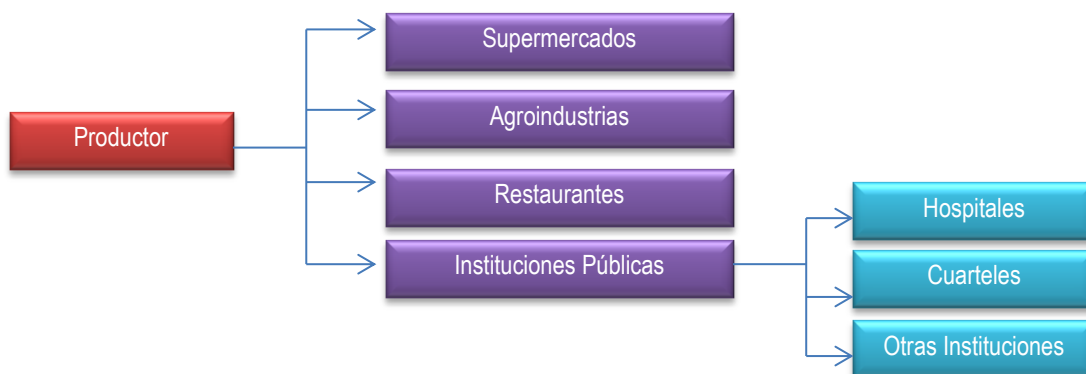 Supermercados
Agroindustrias
Productor
Restaurantes
Hospitales
Instituciones Públicas
Cuarteles
Otras Instituciones